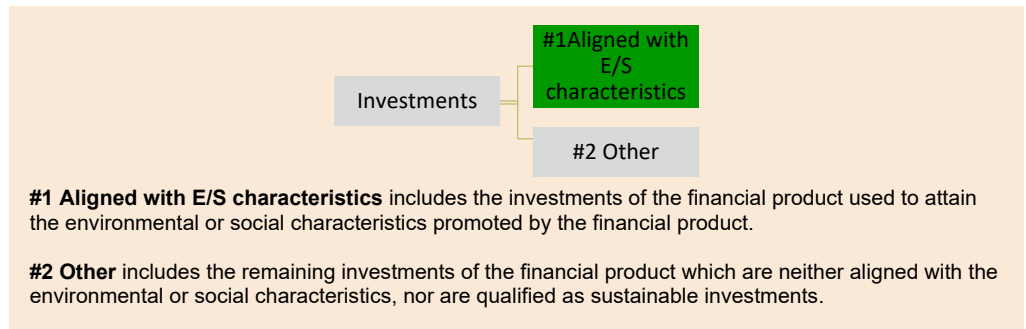 #1Aligned with
E/S
characteristics
Investments
#2 Other
#1 Aligned with E/S characteristics includes the investments of the financial product used to attain
the environmental or social characteristics promoted by the financial product.
#2 Other includes the remaining investments of the financial product which are neither aligned with the
environmental or social characteristics, nor are qualified as sustainable investments.